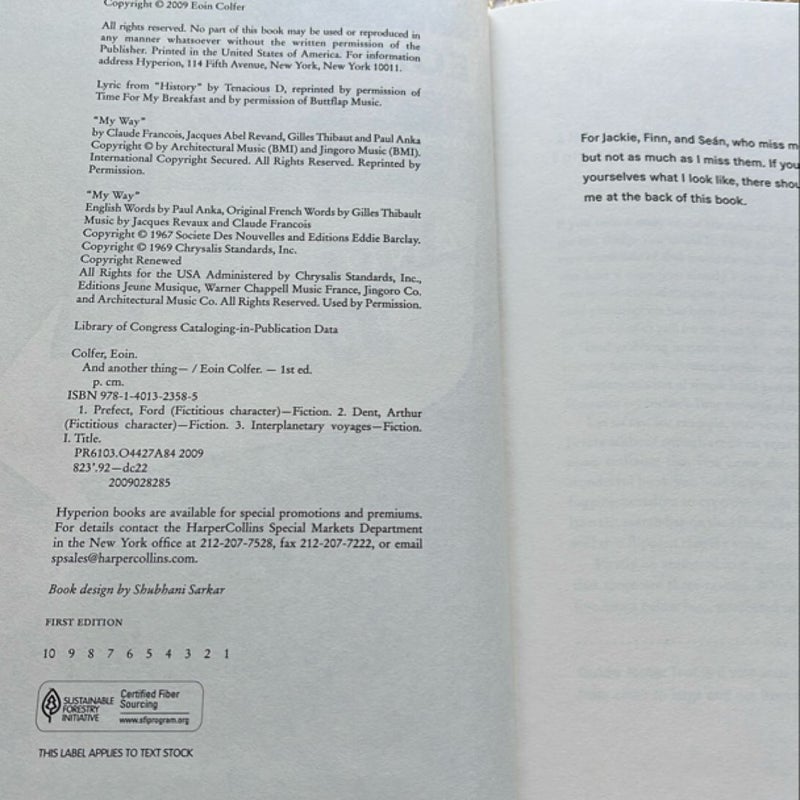 Copyright © 2009 Eoin Colfer
All rights reserved. No part of this book may be used or reproduced in
any manner whatsoever without the written permission of the
Publisher. Printed in the United States of America. For information
address Hyperion, 114 Fifth Avenue, New York, New York 10011.
Lyric from "History" by Tenacious D, reprinted by permission of
Time For My Breakfast and by permission of Buttflap Music.
"My Way"
by Claude Francois, Jacques Abel Revand, Gilles Thibaut and Paul Anka
Copyright © by Architectural Music (BMI) and Jingoro Music (BMI).
International Copyright Secured. All Rights Reserved. Reprinted by
Permission.
"My Way"
English Words by Paul Anka, Original French Words by Gilles Thibault
Music by Jacques Revaux and Claude Francois
Copyright © 1967 Societe Des Nouvelles and Editions Eddie Barclay.
Copyright © 1969 Chrysalis Standards, Inc.
Copyright Renewed
All Rights for the USA Administered by Chrysalis Standards, Inc.,
Editions Jeune Musique, Warner Chappell Music France, Jingoro Co.
and Architectural Music Co. All Rights Reserved. Used by Permission.
Library of Congress Cataloging-in-Publication Data
Colfer, Eoin.
And another thing— / Eoin Colfer. — 1st ed.
p. cm.
ISBN 978-1-4013-2358-5
1. Prefect, Ford (Fictitious character)—Fiction. 2. Dent, Arthur
(Fictitious character)—Fiction. 3. Interplanetary voyages—Fiction.
I. Title.
PR6103.O4427A84 2009
823'.92—dc22
2009028285
Hyperion books are available for special promotions and premiums.
For details contact the HarperCollins Special Markets Department
in the New York office at 212-207-7528, fax 212-207-7222, or email
spsales@harpercollins.com.
Book design by Shubhani Sarkar
FIRST EDITION
10 9 8 7 6 5 4 3 2 1
SUSTAINABLE
FORESTRY
INITIATIVE
Certified Fiber
Sourcing
www.sfiprogram.org
THIS LABEL APPLIES TO TEXT STOCK
For Jackie, Finn, and Seán, who miss m
but not as much as I miss them. If you
yourselves what I look like, there shou
me at the back of this book.